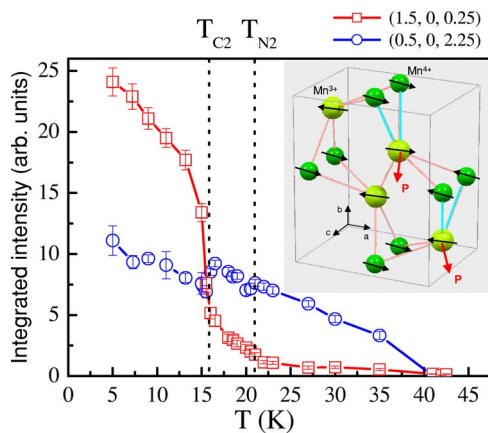 T_C2 T_N2
(1.5, 0, 0.25)
(0.5, 0, 2.25)
Integrated intensity (arb. units)
25
20
15
10
5
0
Mn³⁺
Mn⁴⁺
P
b
c
a
P
0 5 10 15 20 25 30 35 40 45
T (K)